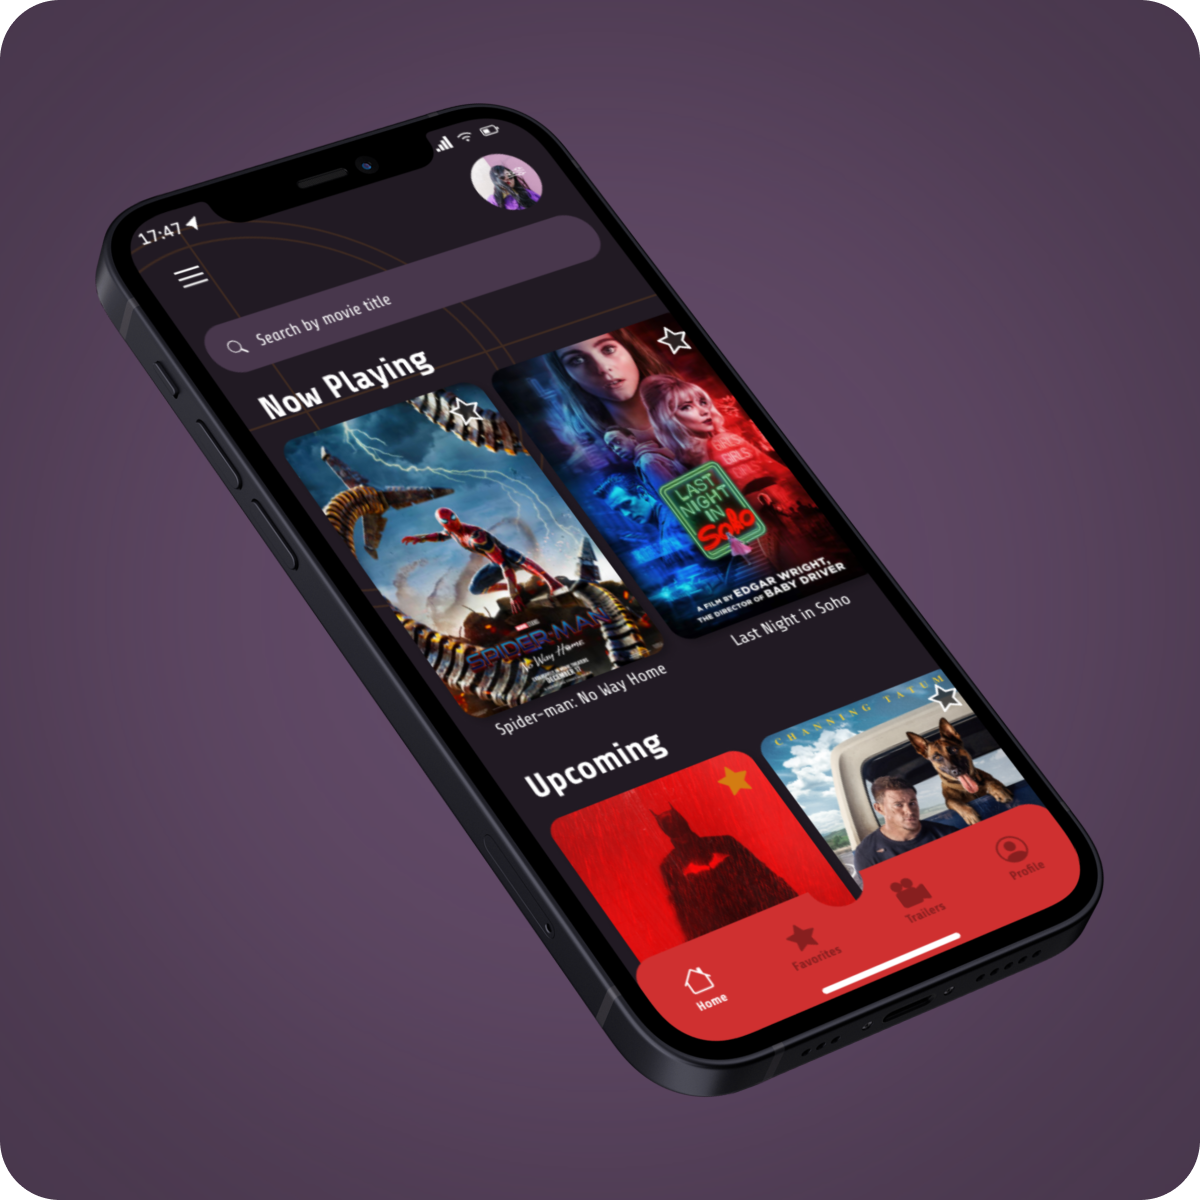 17:47
Search by movie title
Now Playing
SPIDER-MAN
No Way Home
DECEMBER 17
Spider-man: No Way Home
LAST
NIGHT
IN
Soho
A FILM BY EDGAR WRIGHT,
THE DIRECTOR OF BABY DRIVER
Last Night in Soho
Upcoming
CHANNING TATUM
Home
Favorites
Trailers
Profile